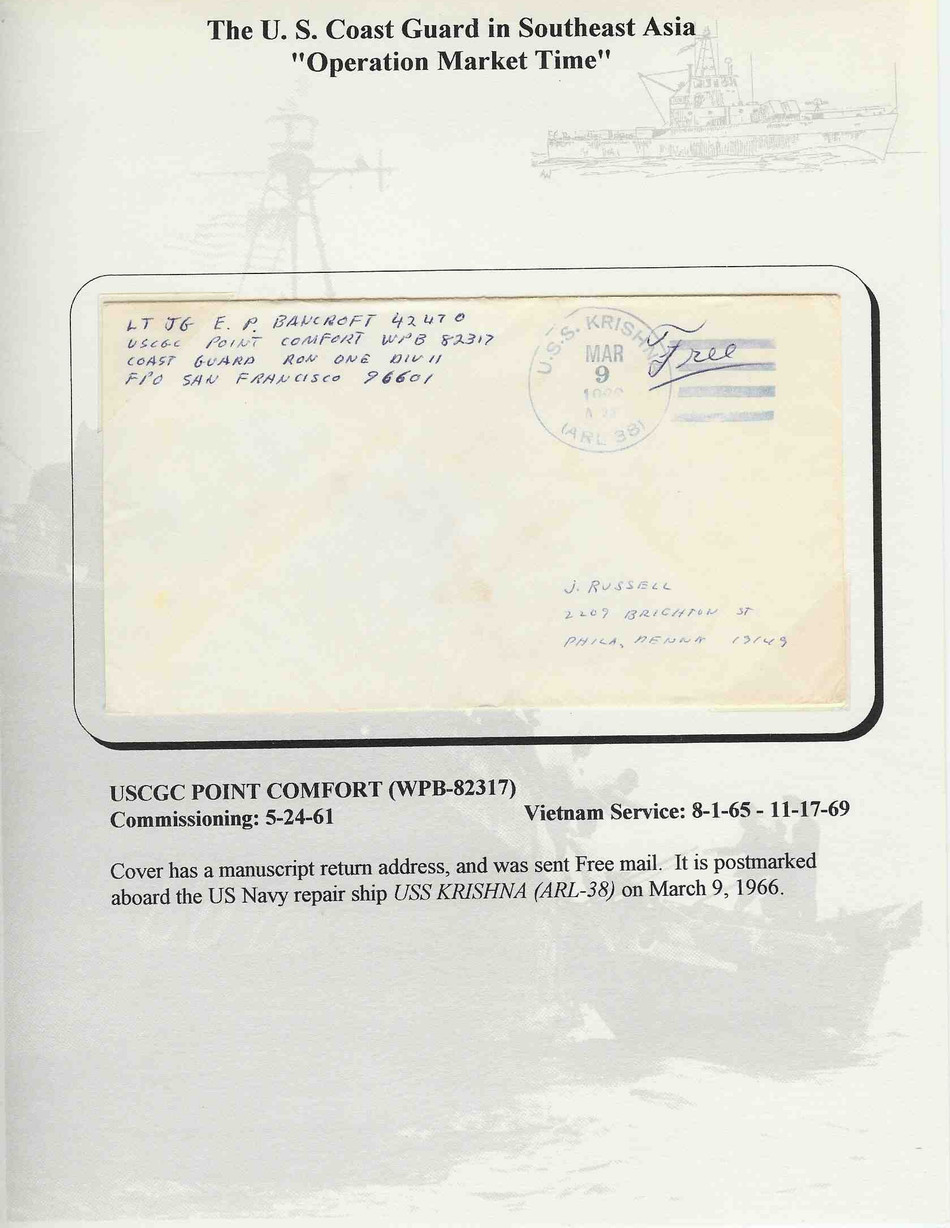 The U. S. Coast Guard in Southeast Asia
"Operation Market Time"
LT JG E. P. BANCROFT 42470
USCGC POINT COMFORT WPB 82317
COAST GUARD RON ONE DIV 11
FPO SAN FRANCISCO 96601
U.S.S. KRISHNA
MAR
9
(ARL 38)
Free
J. RUSSELL
2209 BRIGHTON ST
PHILA, PENNA 19149
USCGC POINT COMFORT (WPB-82317)
Commissioning: 5-24-61
Vietnam Service: 8-1-65 - 11-17-69
Cover has a manuscript return address, and was sent Free mail. It is postmarked
aboard the US Navy repair ship USS KRISHNA (ARL-38) on March 9, 1966.